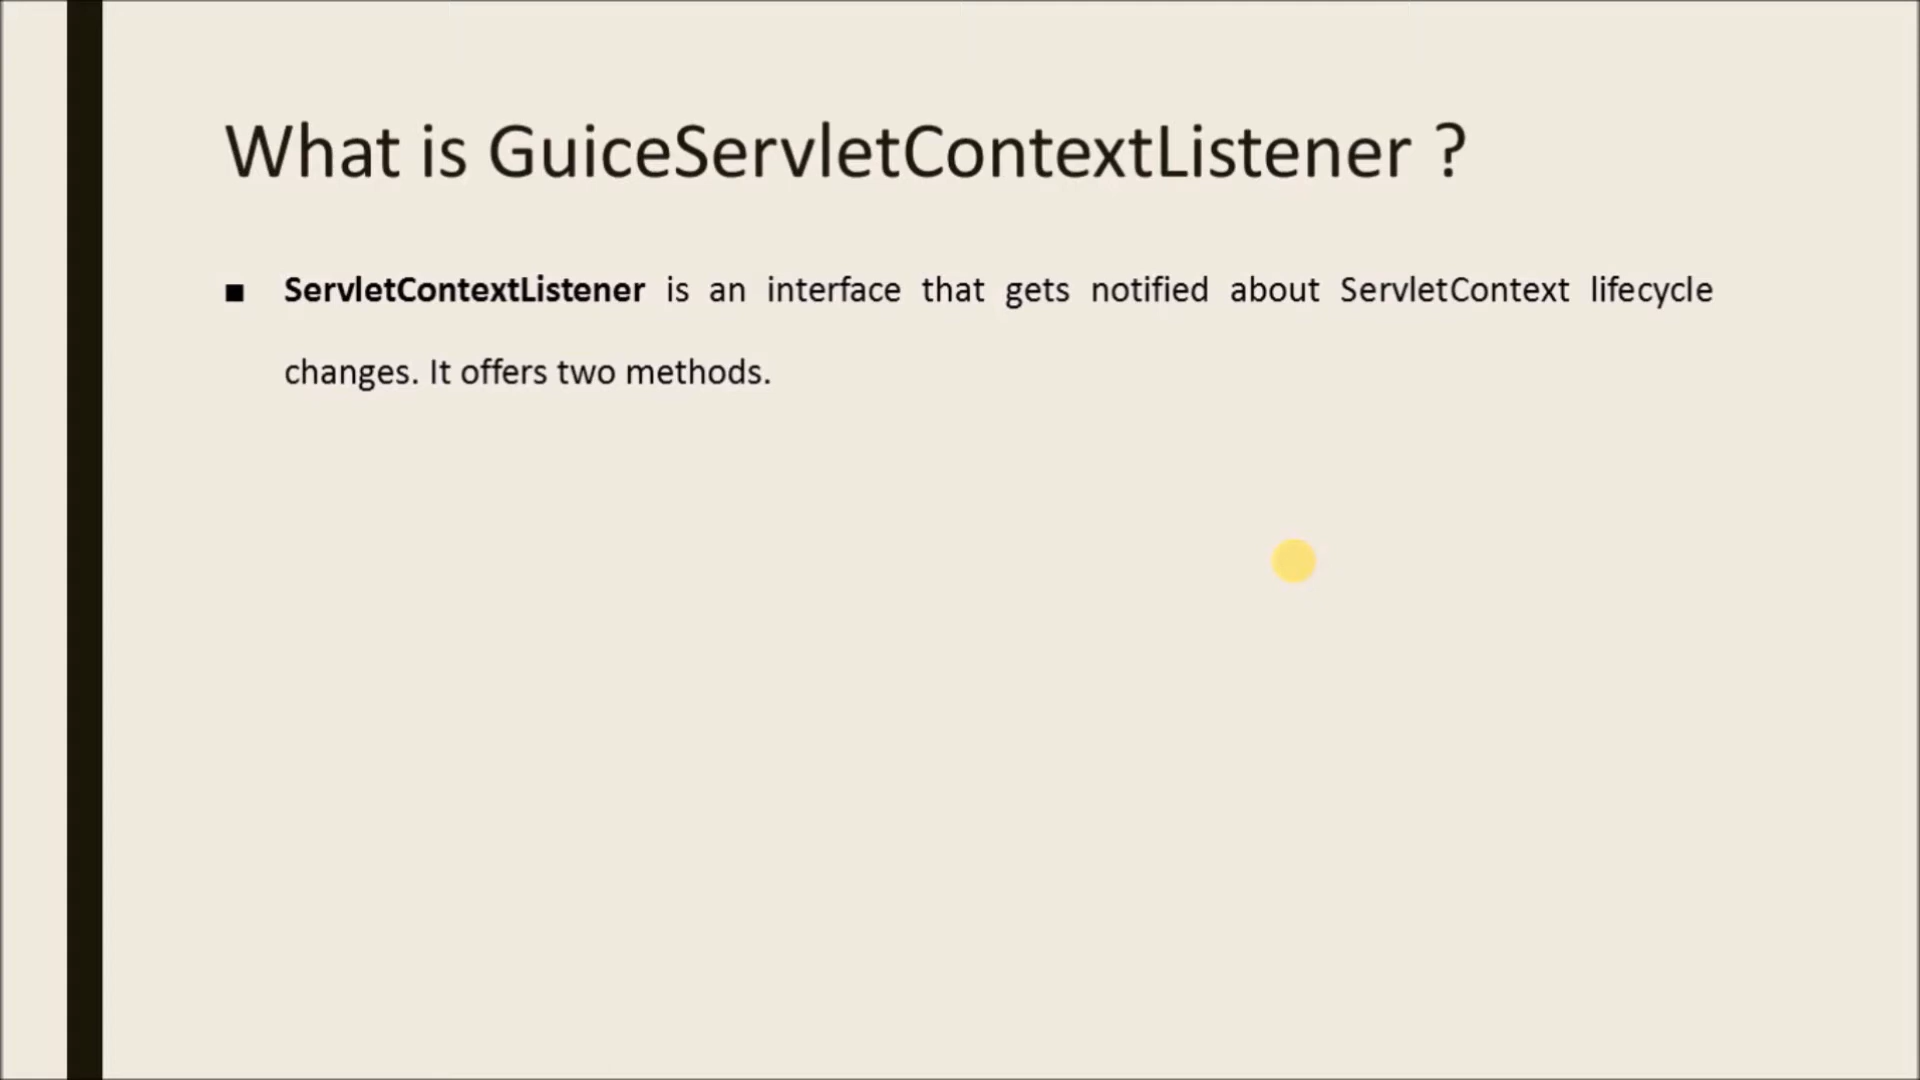 What is GuiceServletContextListener ?
■ ServletContextListener is an interface that gets notified about ServletContext lifecycle
changes. It offers two methods.